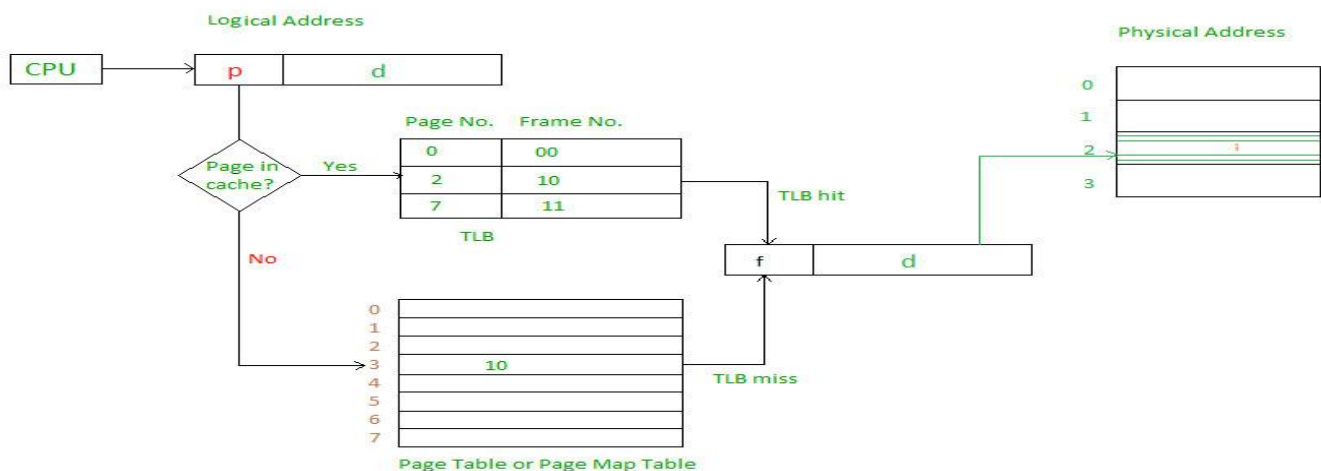 Logical Address
Physical Address
CPU
p
d
0
1
2
i
3
Page No.
Frame No.
Page in
cache?
Yes
0
00
2
10
7
11
TLB
TLB hit
No
f
d
0
1
2
3
10
4
5
6
7
TLB miss
Page Table or Page Map Table